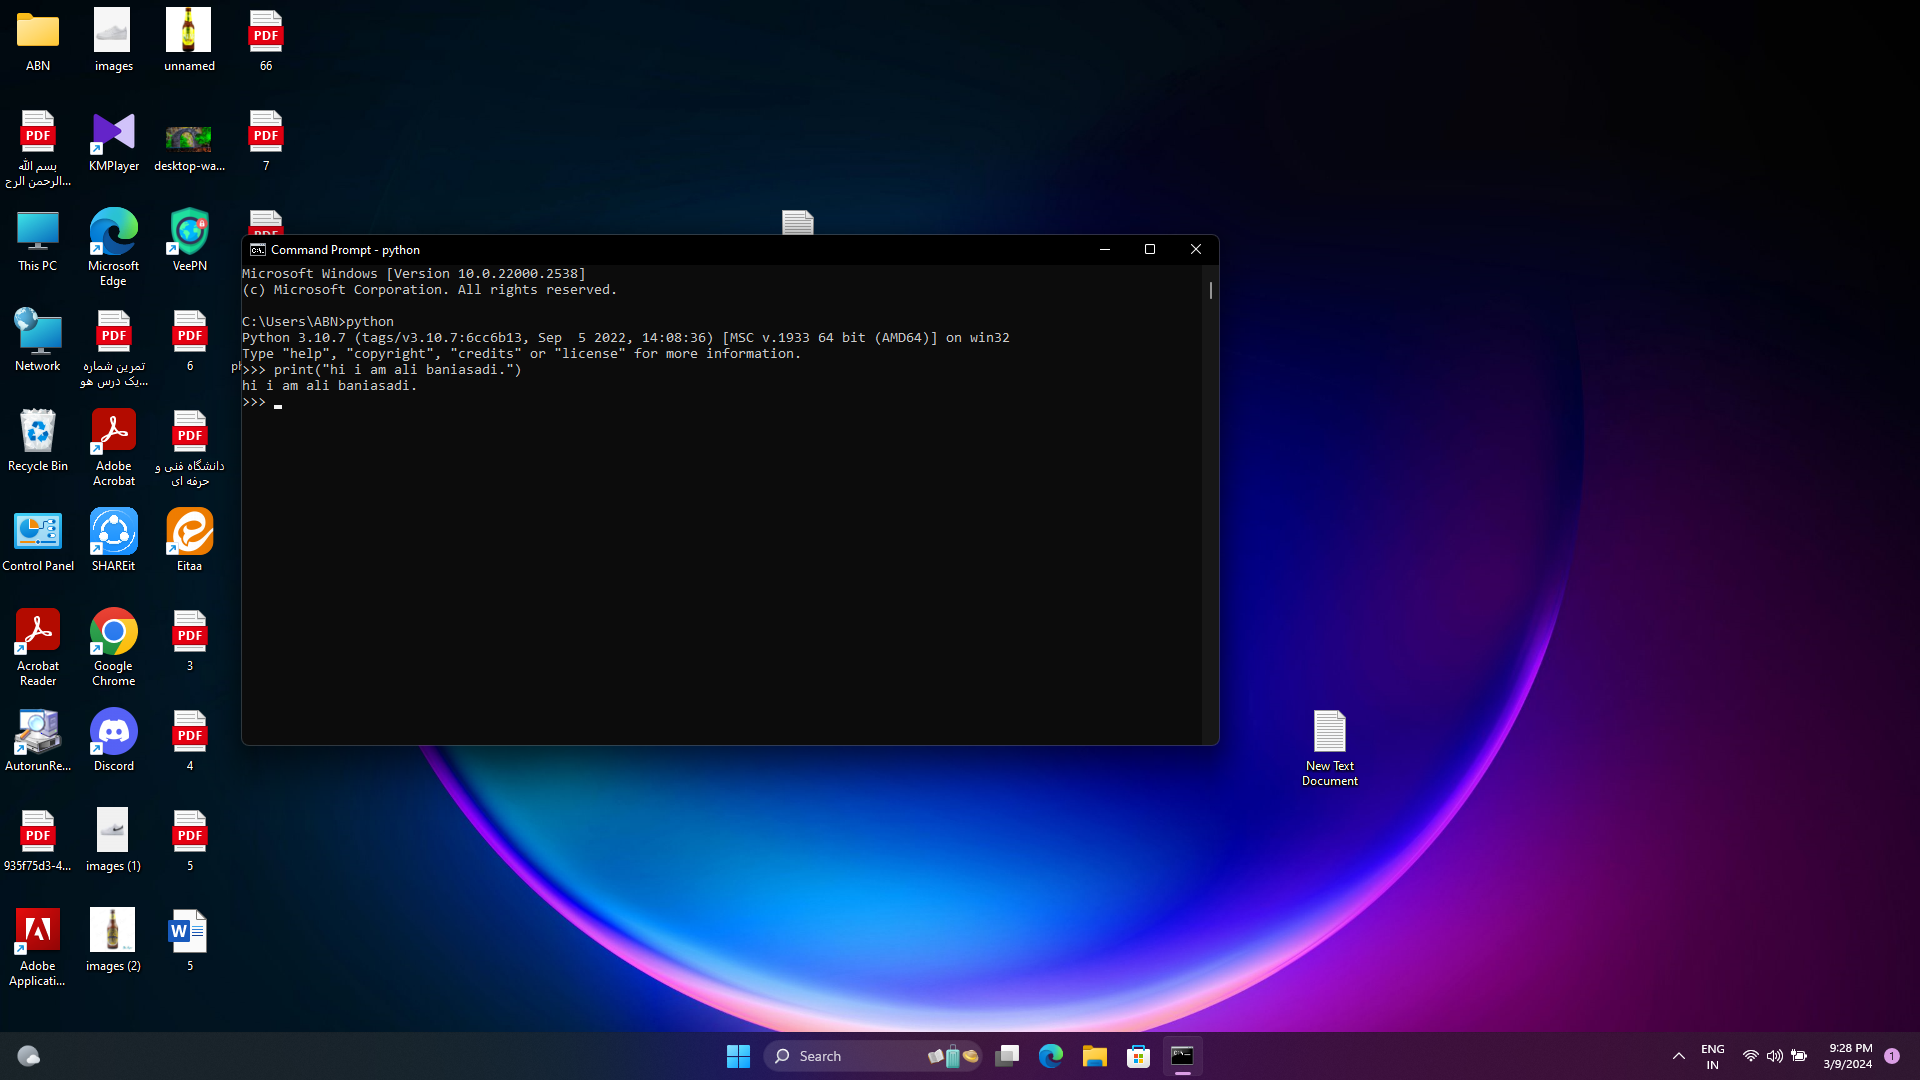 ABN
images
unnamed
PDF
66
PDF
بسم الله
الرحمن الرح...
KMPlayer
desktop-wa...
PDF
7
This PC
Microsoft
Edge
VeePN
Network
PDF
تمرین شماره
یک درس هو...
PDF
6
Recycle Bin
Adobe
Acrobat
PDF
دانشگاه فنی و
حرفه ای
Control Panel
SHAREit
Eitaa
Acrobat
Reader
Google
Chrome
PDF
3
AutorunRe...
Discord
PDF
4
PDF
935f75d3-4...
images (1)
PDF
5
Adobe
Applicati...
images (2)
W
5
Command Prompt - python
Microsoft Windows [Version 10.0.22000.2538]
(c) Microsoft Corporation. All rights reserved.
C:\Users\ABN>python
Python 3.10.7 (tags/v3.10.7:6cc6b13, Sep  5 2022, 14:08:36) [MSC v.1933 64 bit (AMD64)] on win32
Type "help", "copyright", "credits" or "license" for more information.
>>> print("hi i am ali baniasadi.")
hi i am ali baniasadi.
>>>
New Text
Document
Search
ENG
IN
9:28 PM
3/9/2024
1